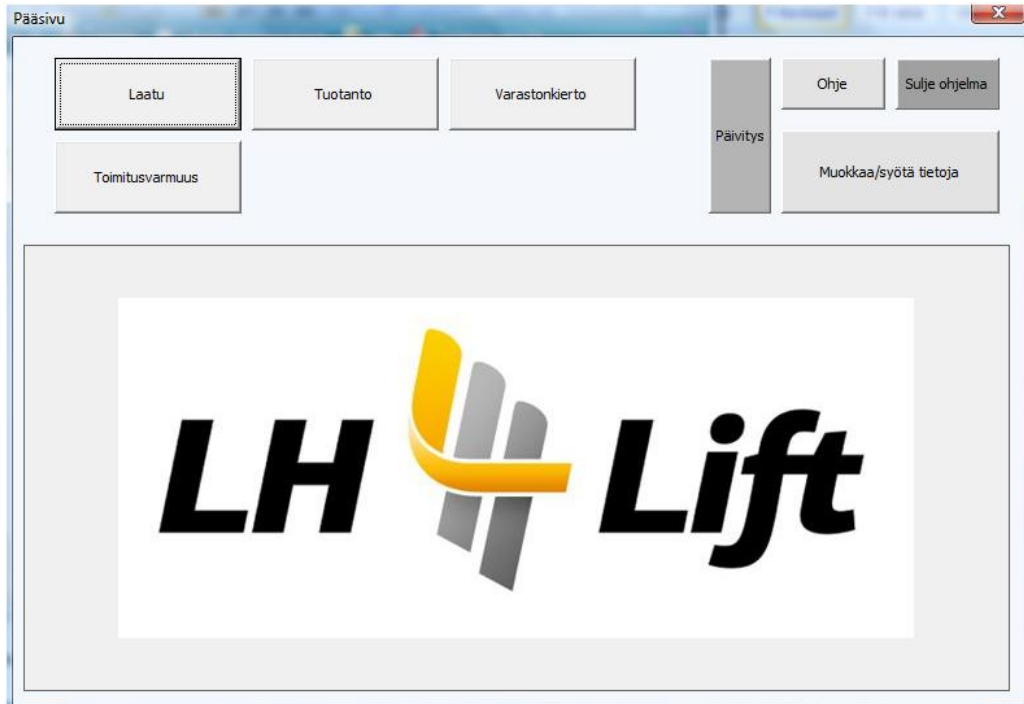 Pääsivu
Laatu
Tuotanto
Varastonkierto
Toimitusvarmuus
Päivitys
Ohje
Sulje ohjelma
Muokkaa/syötä tietoja
LH Lift